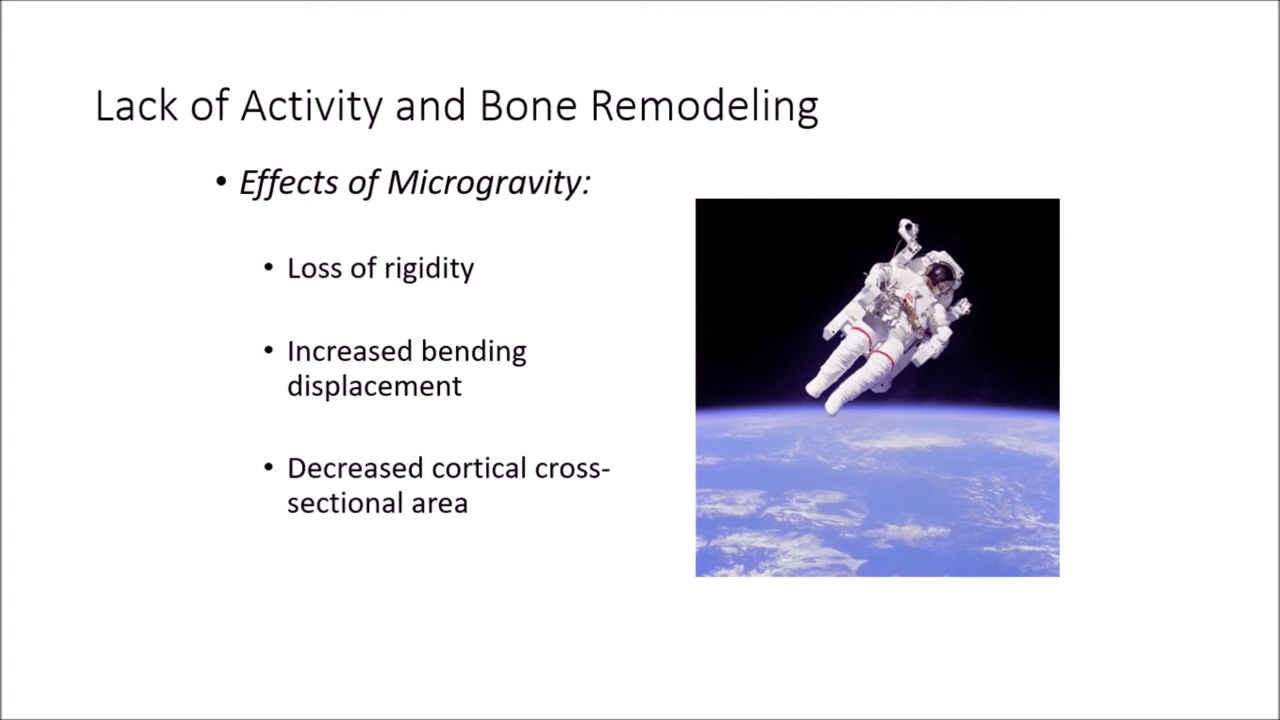 Lack of Activity and Bone Remodeling
• Effects of Microgravity:
• Loss of rigidity
• Increased bending
displacement
• Decreased cortical cross-
sectional area